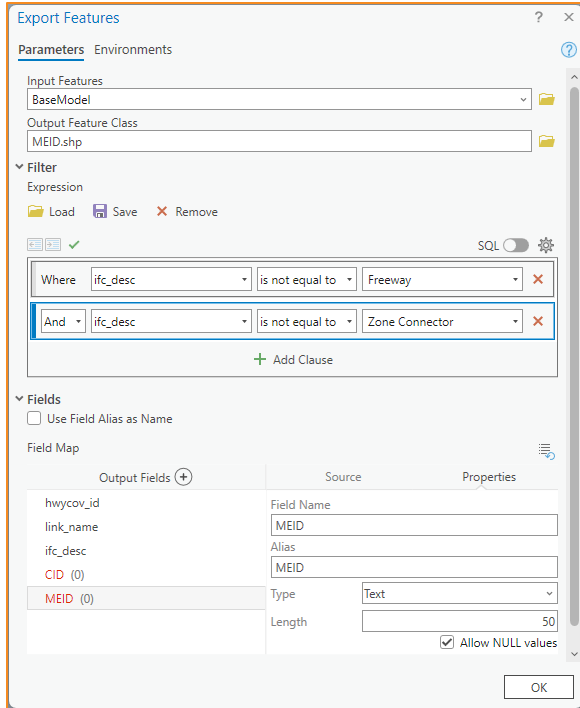 Export Features ? ×
Parameters Environments
?
Input Features
BaseModel
Output Feature Class
MEID.shp
Filter
Expression
Load Save Remove
SQL
Where ifc_desc is not equal to Freeway
And ifc_desc is not equal to Zone Connector
Add Clause
Fields
Use Field Alias as Name
Field Map
Output Fields Source Properties
hwycov_id
link_name
ifc_desc
CID (0)
MEID (0)
Field Name
MEID
Alias
MEID
Type Text
Length 50
Allow NULL values
OK